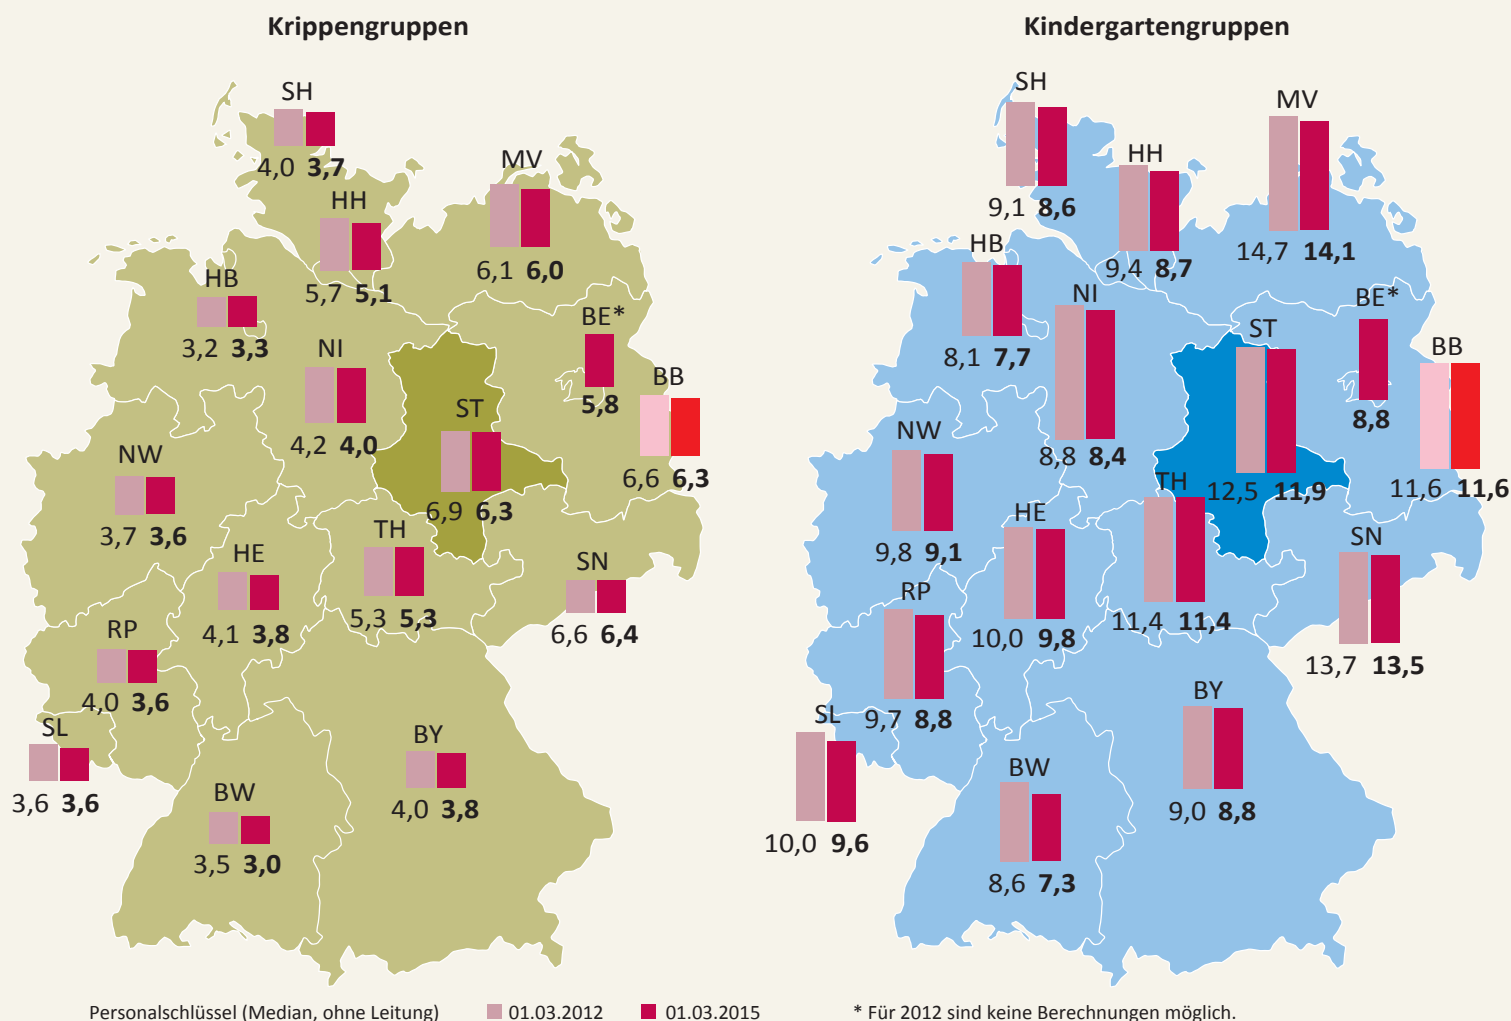 Krippengruppen
SH
4,0 3,7
MV
6,1 6,0
HH
5,7 5,1
HB
3,2 3,3
BE*
5,8
NI
4,2 4,0
BB
6,6 6,3
ST
6,9 6,3
NW
3,7 3,6
TH
5,3 5,3
HE
4,1 3,8
SN
6,6 6,4
RP
4,0 3,6
SL
3,6 3,6
BY
4,0 3,8
BW
3,5 3,0
Kindergartengruppen
SH
9,1 8,6
MV
14,7 14,1
HH
9,4 8,7
HB
8,1 7,7
NI
8,8 8,4
BE*
8,8
ST
12,5 11,9
BB
11,6 11,6
NW
9,8 9,1
TH
11,4 11,4
HE
10,0 9,8
SN
13,7 13,5
RP
9,7 8,8
SL
10,0 9,6
BY
9,0 8,8
BW
8,6 7,3
Personalschlüssel (Median, ohne Leitung) 01.03.2012 01.03.2015 * Für 2012 sind keine Berechnungen möglich.